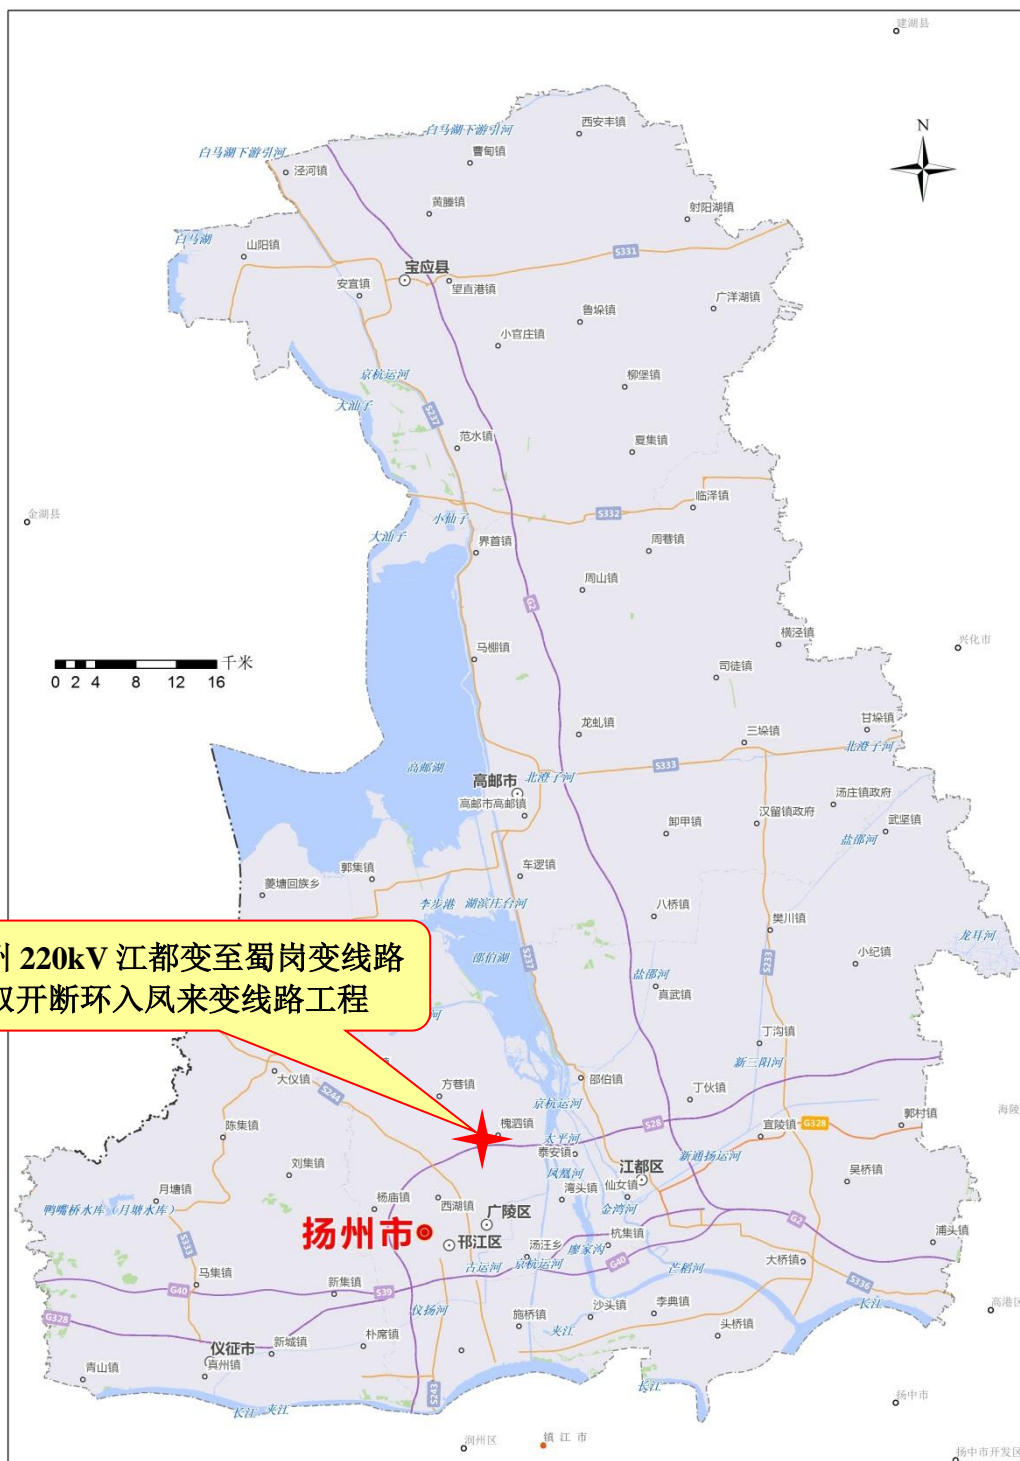 建湖县
N
西安丰镇
白马湖下游引河
曹甸镇
白马湖下游引河
泾河镇
黄塍镇
射阳湖镇
白马湖
山阳镇
S331
宝应县
安宜镇
望直港镇
广洋湖镇
鲁垛镇
小官庄镇
京杭运河
柳堡镇
大汕子
S237
范水镇
夏集镇
临泽镇
金湖县
小仙子
S332
大汕子
界首镇
周巷镇
周山镇
G2
横泾镇
兴化市
马棚镇
千米
0 2 4 8 12 16
司徒镇
龙虬镇
三垛镇
甘垛镇
北澄子河
高邮湖
S333
高邮市
北澄子河
高邮市高邮镇
汤庄镇政府
卸甲镇
汉留镇政府
武坚镇
盐邵河
郭集镇
车逻镇
菱塘回族乡
李步港
湖滨庄台河
八桥镇
樊川镇
龙耳河
220kV 江都变至蜀岗变线路
开断环入凤来变线路工程
邵伯湖
S237
小纪镇
S233
盐邵河
真武镇
河
丁沟镇
新三阳河
大仪镇
S244
方巷镇
邵伯镇
丁伙镇
京杭运河
海陵
郭村镇
陈集镇
槐泗镇
太平河
S28
宜陵镇
G328
泰安镇
新通扬运河
刘集镇
凤凰河
江都区
吴桥镇
月塘镇
鸭嘴桥水库（月塘水库）
杨庙镇
西湖镇
湾头镇
仙女镇
金湾河
广陵区
扬州市
G2
浦头镇
S333
邗江区
汤汪乡
廖家沟
杭集镇
大桥镇
古运河
京杭运河
G40
芒稻河
S336
马集镇
G40
新集镇
S39
长江
高港区
G328
仪扬河
施桥镇
沙头镇
李典镇
夹江
头桥镇
仪征市
新城镇
朴席镇
真州镇
青山镇
S243
长江
扬中市
长江
夹江
润州区
镇江市
扬中市开发区